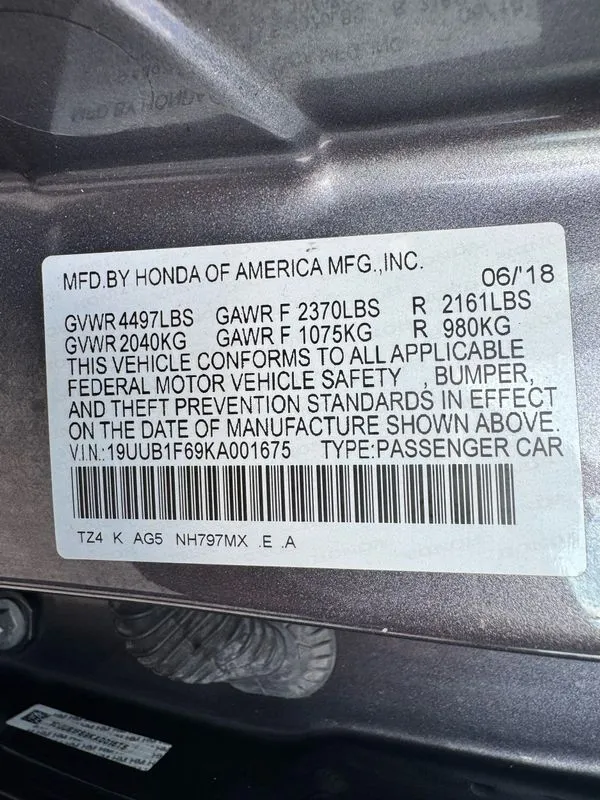 MFD.BY HONDA OF AMERICA MFG.,INC. 06/'18
GVWR 4497LBS GAWR F 2370LBS R 2161LBS
GVWR 2040KG GAWR F 1075KG R 980KG
THIS VEHICLE CONFORMS TO ALL APPLICABLE
FEDERAL MOTOR VEHICLE SAFETY , BUMPER,
AND THEFT PREVENTION STANDARDS IN EFFECT
ON THE DATE OF MANUFACTURE SHOWN ABOVE.
V.I.N.:19UUB1F69KA001675 TYPE:PASSENGER CAR
TZ4 K AG5 NH797MX .E .A